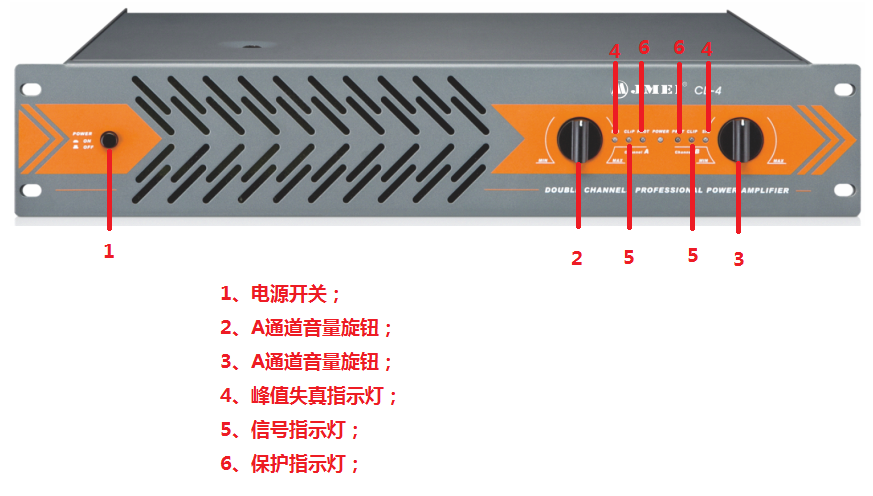 4 6 6 4
JMEI® CL-4
POWER
ON
OFF
CLIP POWER CLIP
Channel A Channel B
MIN MAX MIN MAX
DOUBLE CHANNELS PROFESSIONAL POWER AMPLIFIER
1 2 5 5 3
1、电源开关；
2、A通道音量旋钮；
3、A通道音量旋钮；
4、峰值失真指示灯；
5、信号指示灯；
6、保护指示灯；